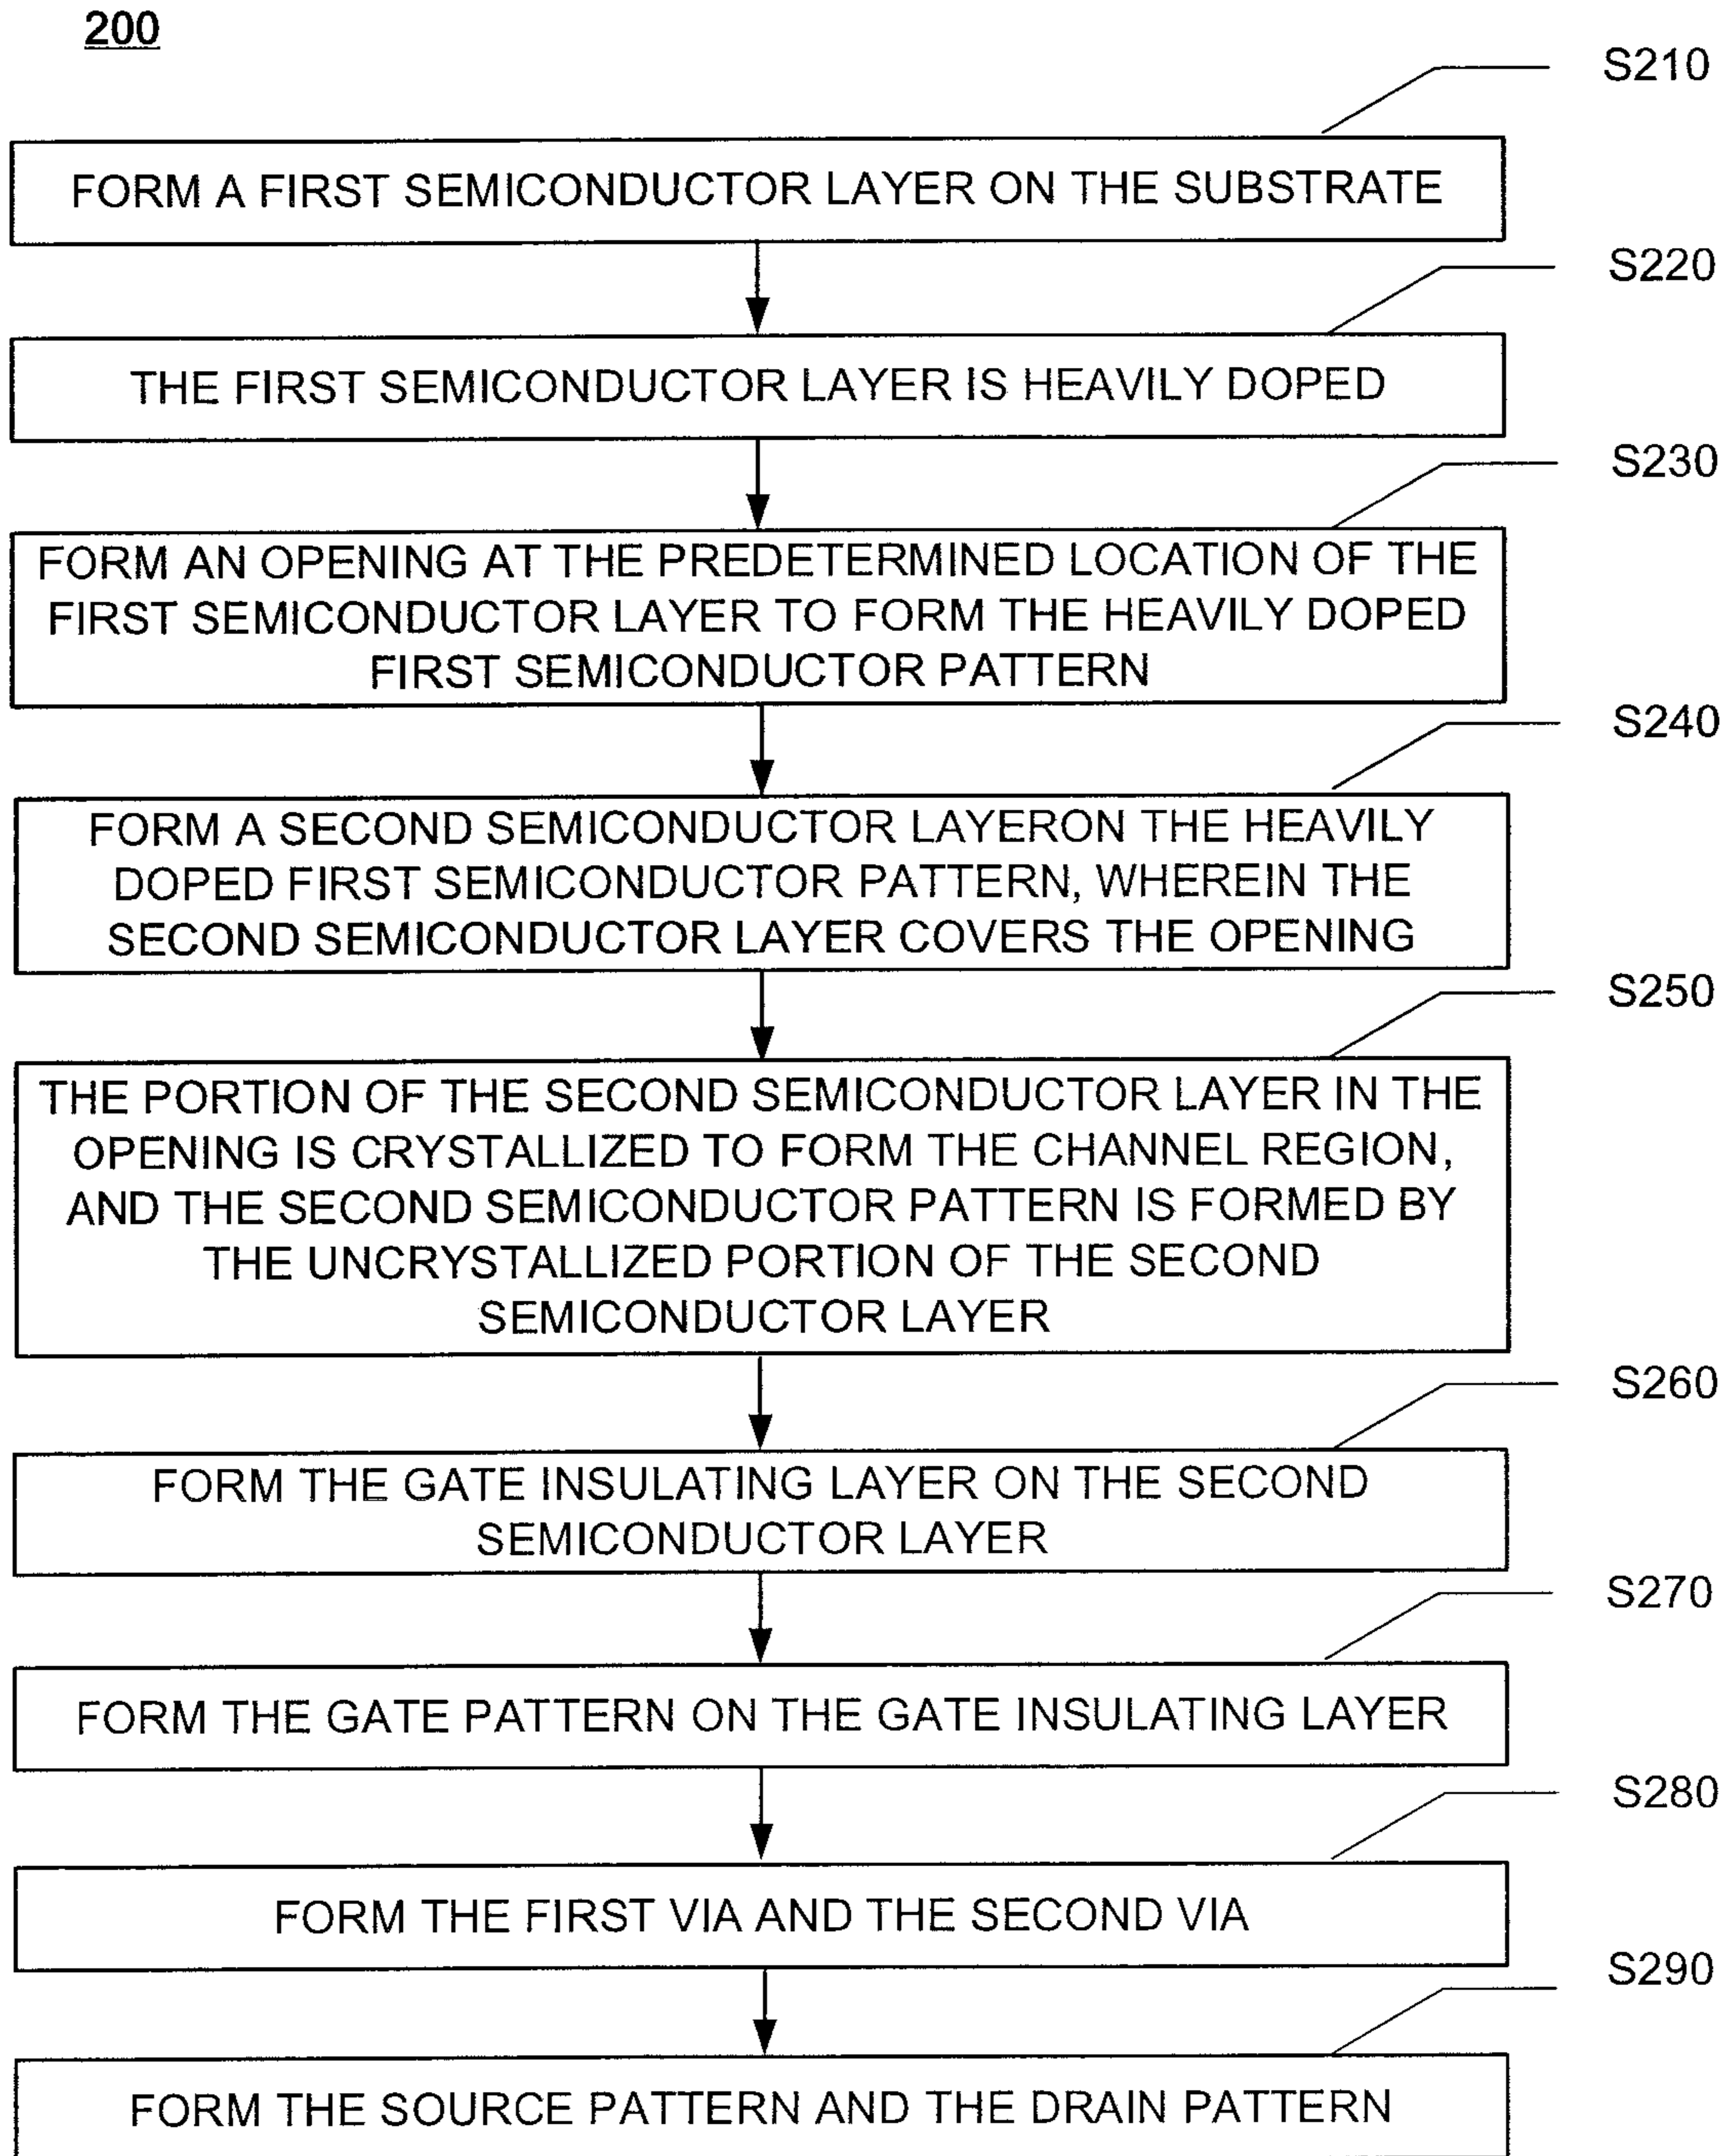 200
S210
FORM A FIRST SEMICONDUCTOR LAYER ON THE SUBSTRATE
S220
THE FIRST SEMICONDUCTOR LAYER IS HEAVILY DOPED
S230
FORM AN OPENING AT THE PREDETERMINED LOCATION OF THE
FIRST SEMICONDUCTOR LAYER TO FORM THE HEAVILY DOPED
FIRST SEMICONDUCTOR PATTERN
S240
FORM A SECOND SEMICONDUCTOR LAYERON THE HEAVILY
DOPED FIRST SEMICONDUCTOR PATTERN, WHEREIN THE
SECOND SEMICONDUCTOR LAYER COVERS THE OPENING
S250
THE PORTION OF THE SECOND SEMICONDUCTOR LAYER IN THE
OPENING IS CRYSTALLIZED TO FORM THE CHANNEL REGION,
AND THE SECOND SEMICONDUCTOR PATTERN IS FORMED BY
THE UNCRYSTALLIZED PORTION OF THE SECOND
SEMICONDUCTOR LAYER
S260
FORM THE GATE INSULATING LAYER ON THE SECOND
SEMICONDUCTOR LAYER
S270
FORM THE GATE PATTERN ON THE GATE INSULATING LAYER
S280
FORM THE FIRST VIA AND THE SECOND VIA
S290
FORM THE SOURCE PATTERN AND THE DRAIN PATTERN